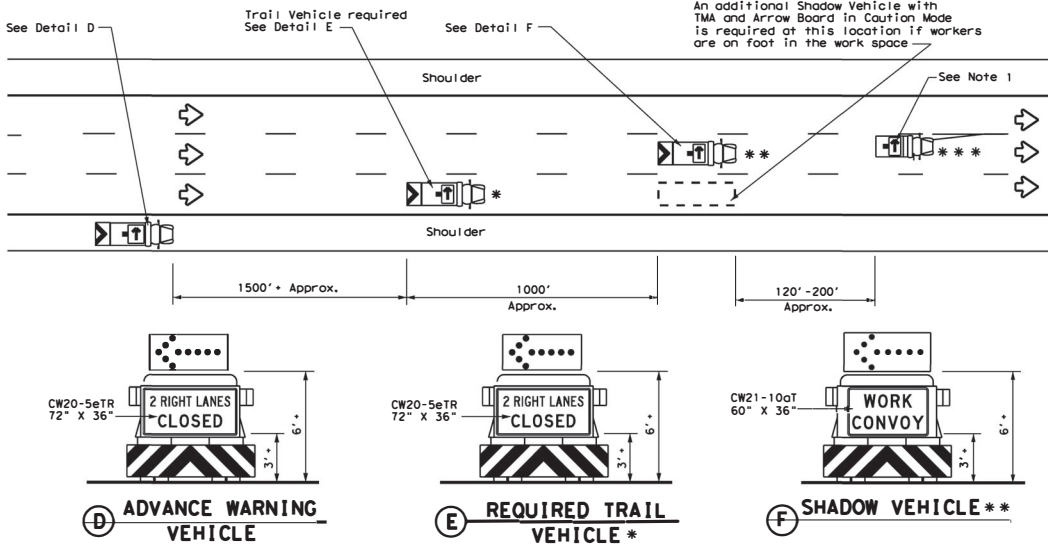 See Detail D
Trail Vehicle required
See Detail E
See Detail F
An additional Shadow Vehicle with
TMA and Arrow Board in Caution Mode
is required at this location if workers
are on foot in the work space
See Note 1
Shoulder
**
***
*
Shoulder
1500'+ Approx.
1000'
Approx.
120'-200'
Approx.
CW20-5eTR
72" X 36"
2 RIGHT LANES
CLOSED
3'+
6'+
D ADVANCE WARNING
VEHICLE
CW20-5eTR
72" X 36"
2 RIGHT LANES
CLOSED
3'+
6'+
E REQUIRED TRAIL
VEHICLE *
CW21-10aT
60" X 36"
WORK
CONVOY
3'+
6'+
F SHADOW VEHICLE **